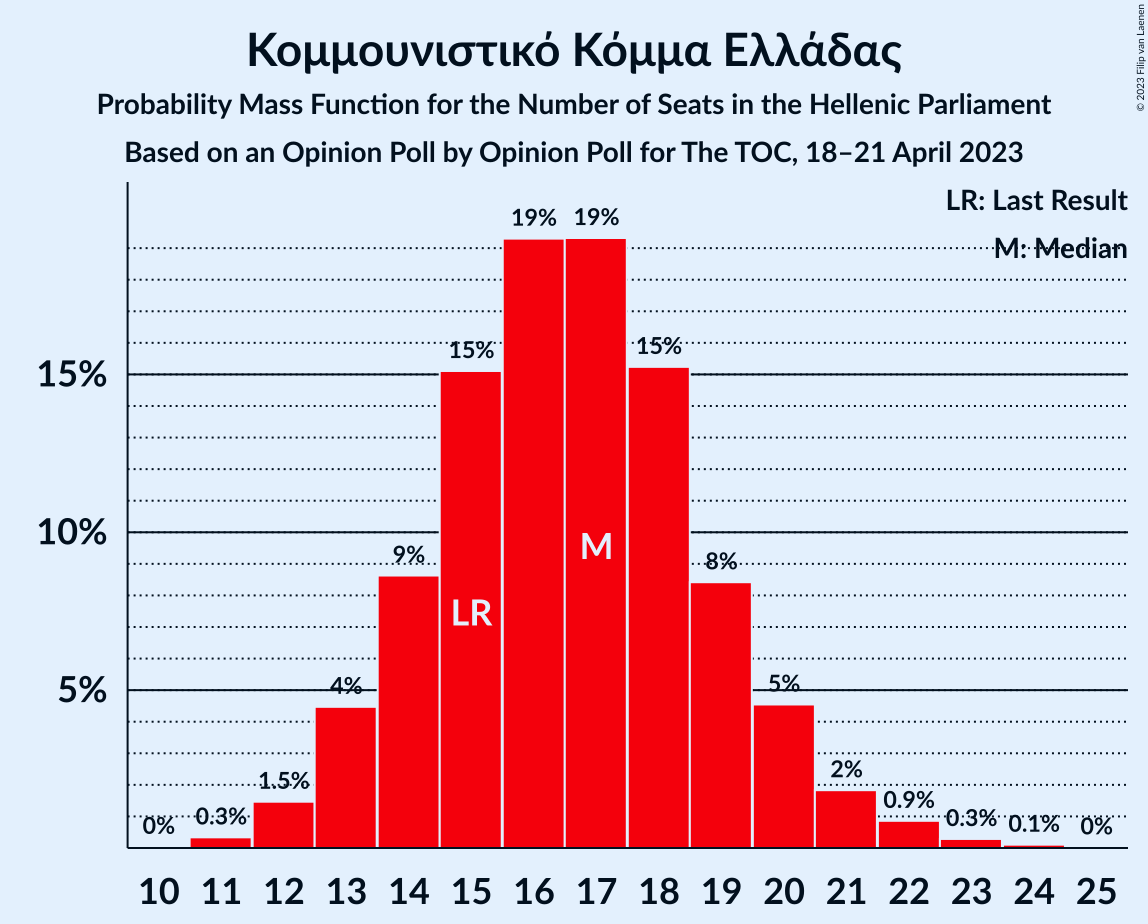 Κομμουνιστικό Κόμμα Ελλάδας
Probability Mass Function for the Number of Seats in the Hellenic Parliament
Based on an Opinion Poll by Opinion Poll for The TOC, 18–21 April 2023
© 2023 Filip van Laenen
LR: Last Result
M: Median
19% 19%
15% 15%
15%
10%
9% 8%
M
LR
5%
4% 5%
2%
1.5% 0.9%
0% 0.3% 0.3% 0.1% 0%
10 11 12 13 14 15 16 17 18 19 20 21 22 23 24 25